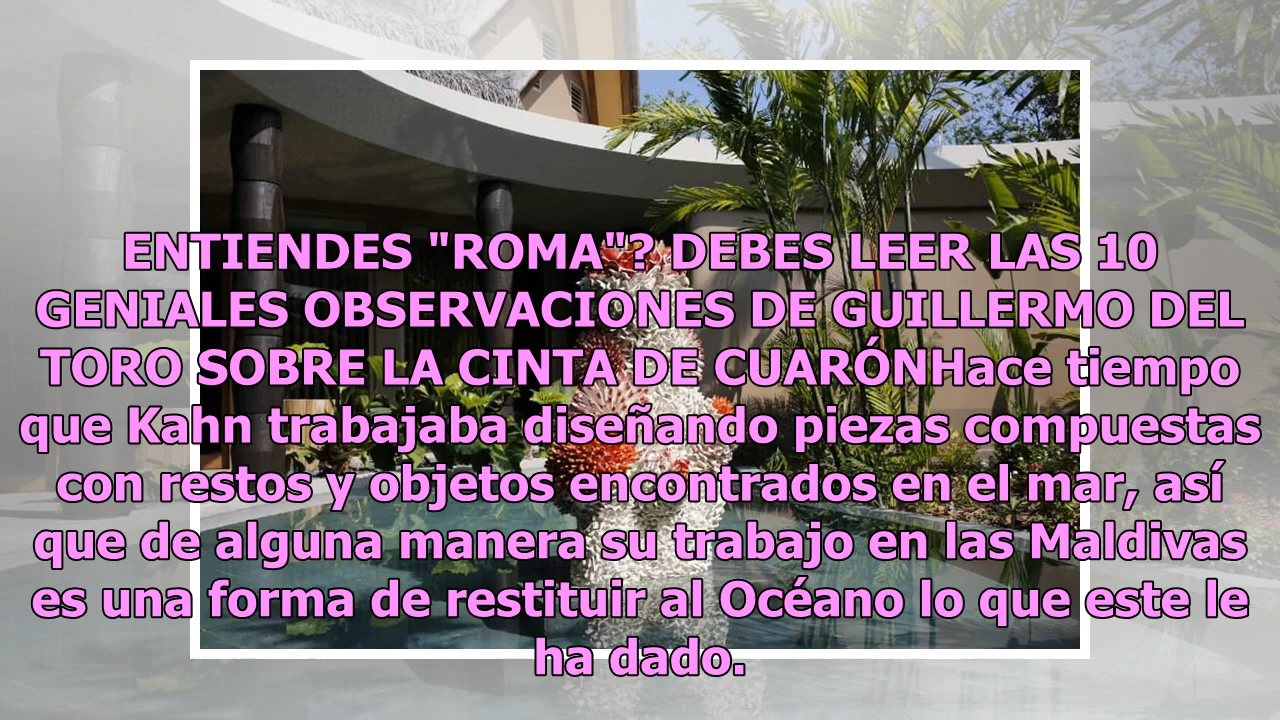 ENTIENDES "ROMA"? DEBES LEER LAS 10
GENIALES OBSERVACIONES DE GUILLERMO DEL
TORO SOBRE LA CINTA DE CUARÓNHace tiempo
que Kahn trabajaba diseñando piezas compuestas
con restos y objetos encontrados en el mar, así
que de alguna manera su trabajo en las Maldivas
es una forma de restituir al Océano lo que este le
ha dado.